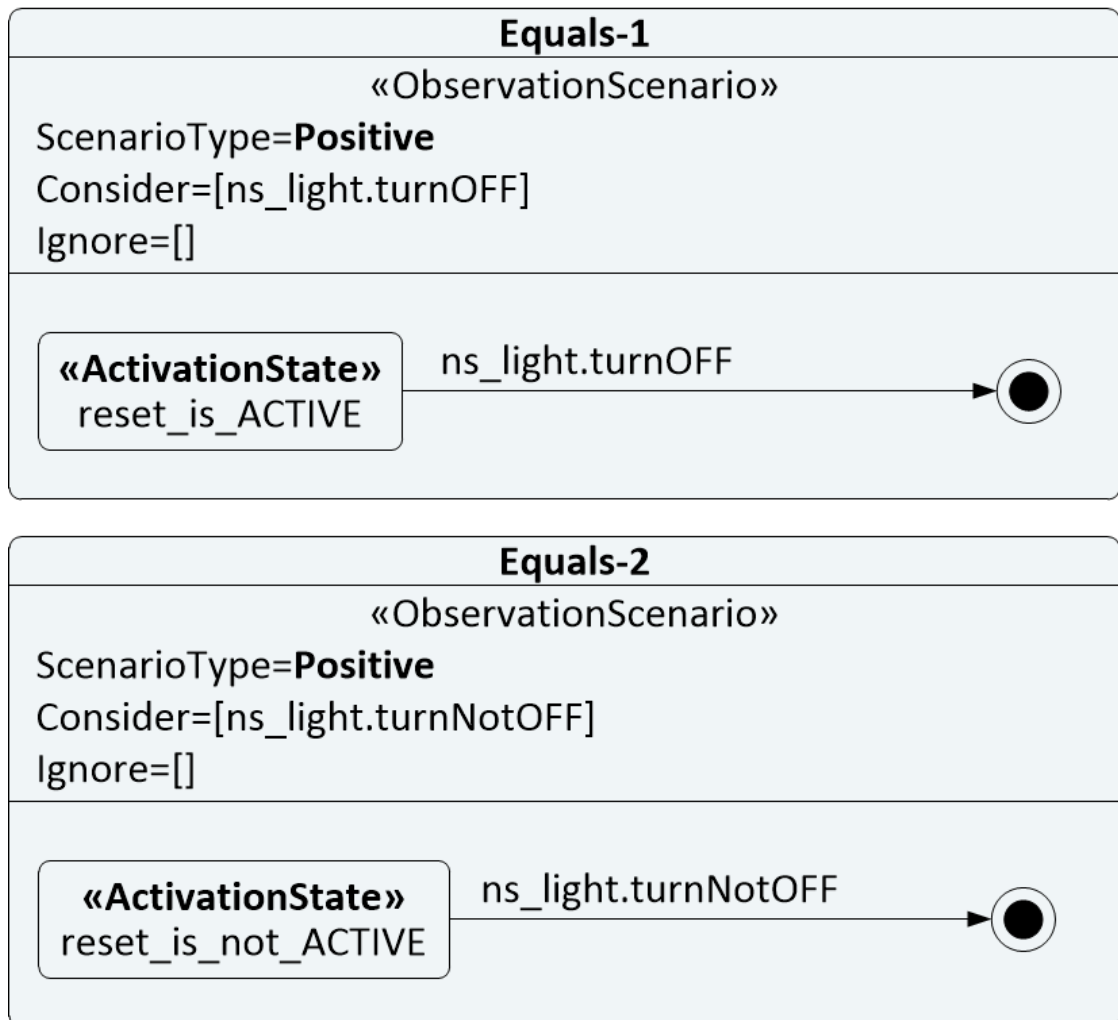 Equals-1
«ObservationScenario»
ScenarioType=Positive
Consider=[ns_light.turnOFF]
Ignore=[]
«ActivationState»
reset_is_ACTIVE
ns_light.turnOFF
Equals-2
«ObservationScenario»
ScenarioType=Positive
Consider=[ns_light.turnNotOFF]
Ignore=[]
«ActivationState»
reset_is_not_ACTIVE
ns_light.turnNotOFF